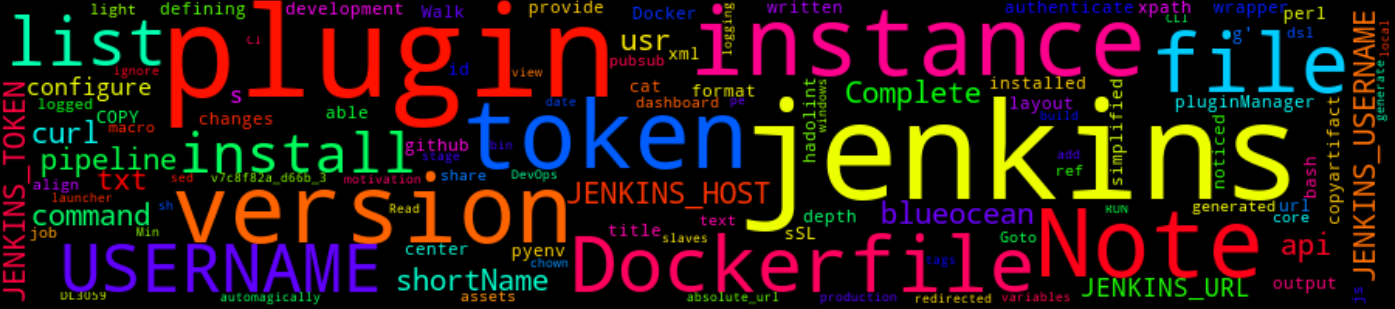 light
defining
development
Walk
provide
Docker
written
authenticate
xpath
wrapper
perl
list
plugin
CI
usr
xml
logging
instance
CLI
file
g'
dsl
JENKINS_USERNAME
local
ignore
id
view
pubsub
configure
s
cat
format
installed
generate
logged
COPY
changes
able
date
dashboard
pe
Complete
layout
build
pluginManager
curl
macro
token
hadolint
windows
jenkins
simplified
noticed
copyartifact
JENKINS_TOKEN
pipeline
install
github
stage
bin
add
ref
bash
align
txt
sed
v7c8f82a_d66b_3
motivation
share
DevOps
launcher
JENKINS_HOST
command
sh
version
Read
text
depth
blueocean
RUN
generated
url
core
job
Min
title
slaves
sSL
Goto
Note
api
USERNAME
center
pyenv
chown
Dockerfile
tags
shortName
JENKINS_URL
output
DL3059
automagically
assets
absolute_url
production
redirected
variables
js